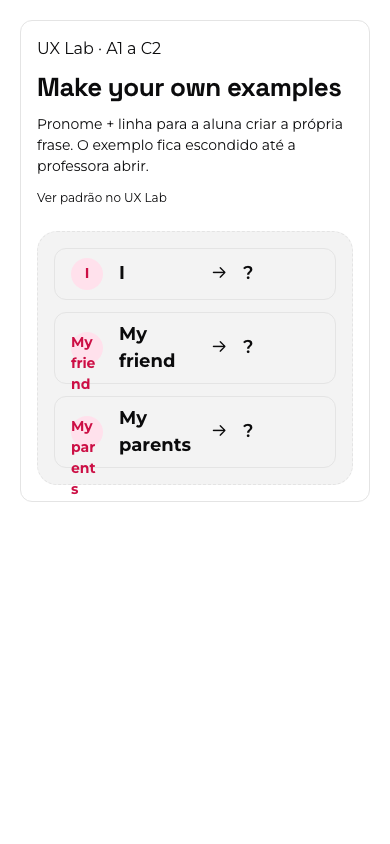 UX Lab · A1 a C2
Make your own examples
Pronome + linha para a aluna criar a própria
frase. O exemplo fica escondido até a
professora abrir.
Ver padrão no UX Lab
I I → ?
My
frie
nd
My
friend
→ ?
My
par
ent
s
My
parents
→ ?